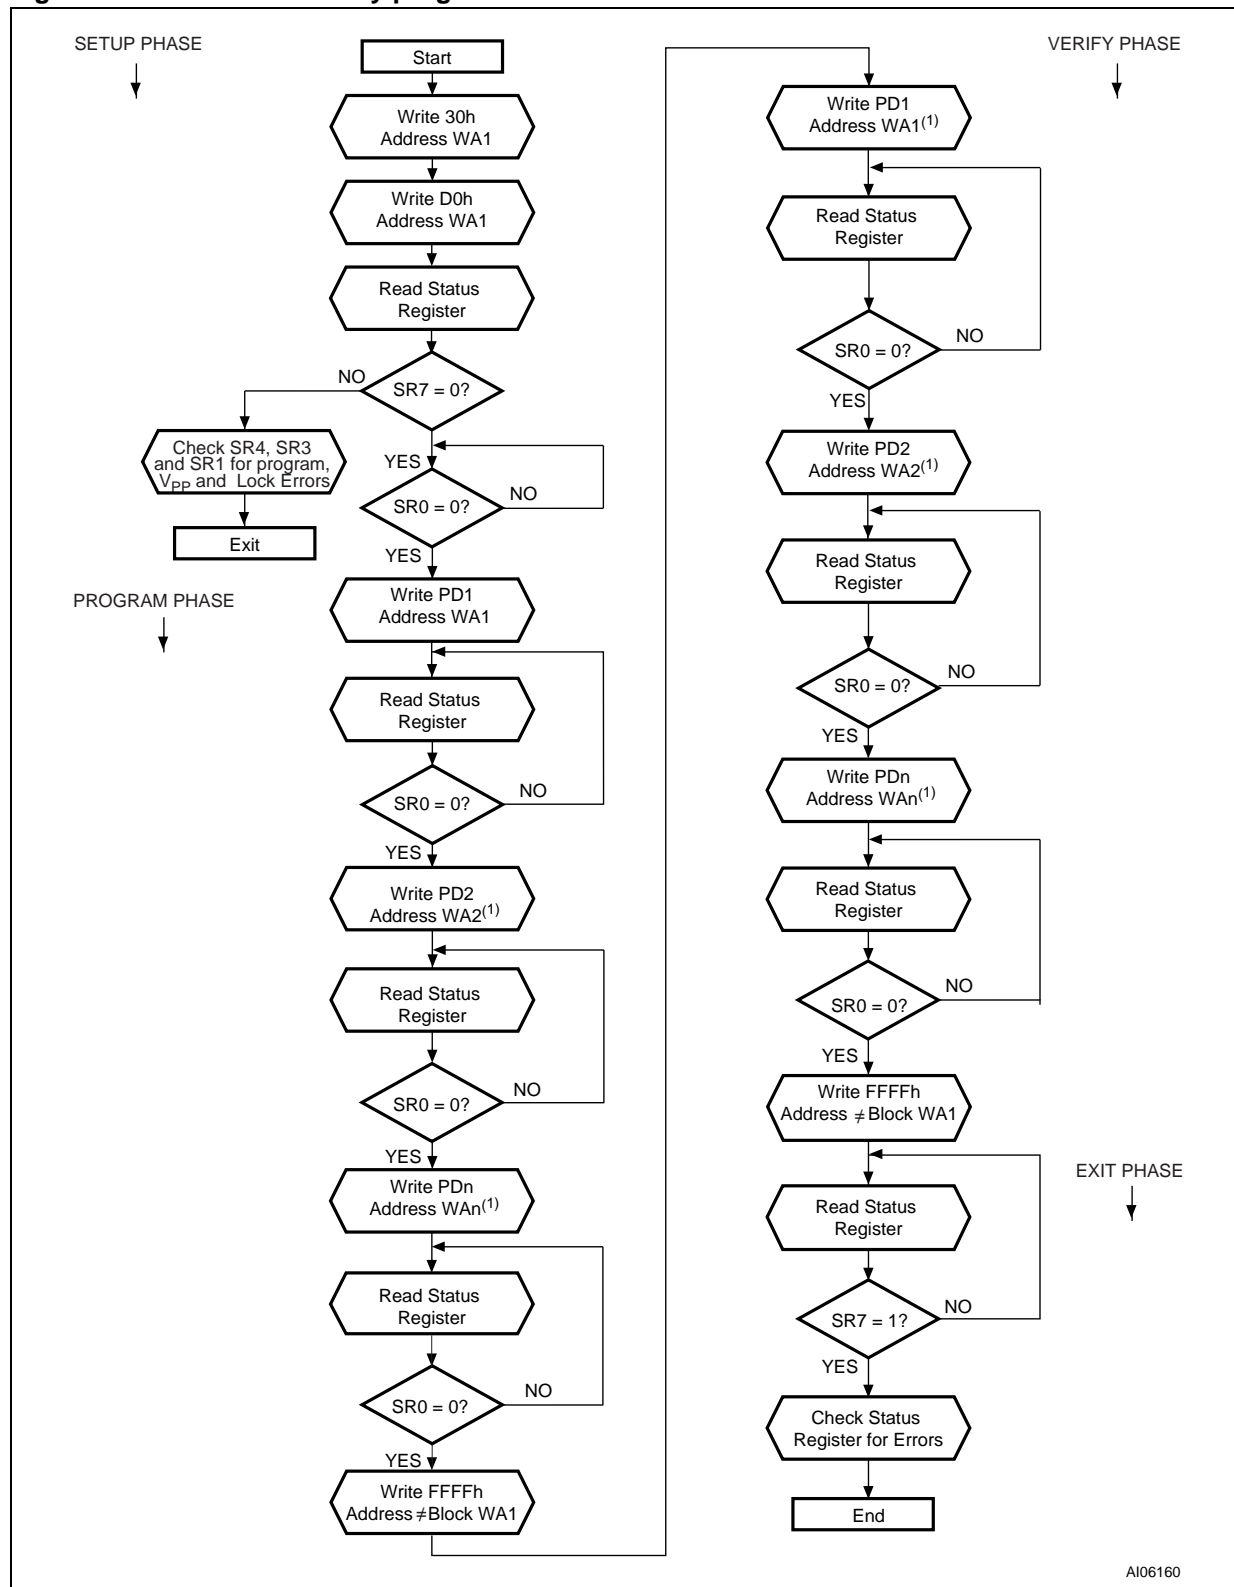 SETUP PHASE
Start
Write 30h
Address WA1
Write D0h
Address WA1
Read Status
Register
SR7 = 0?
NO
Check SR4, SR3
and SR1 for program,
VPP and Lock Errors
Exit
YES
SR0 = 0?
NO
YES
PROGRAM PHASE
Write PD1
Address WA1
Read Status
Register
SR0 = 0?
NO
YES
Write PD2
Address WA2(1)
Read Status
Register
SR0 = 0?
NO
YES
Write PDn
Address WAn(1)
Read Status
Register
SR0 = 0?
NO
YES
Write FFFFh
Address ≠ Block WA1
VERIFY PHASE
Write PD1
Address WA1(1)
Read Status
Register
SR0 = 0?
NO
YES
Write PD2
Address WA2(1)
Read Status
Register
SR0 = 0?
NO
YES
Write PDn
Address WAn(1)
Read Status
Register
SR0 = 0?
NO
YES
Write FFFFh
Address ≠ Block WA1
EXIT PHASE
Read Status
Register
SR7 = 1?
NO
YES
Check Status
Register for Errors
End
AI06160